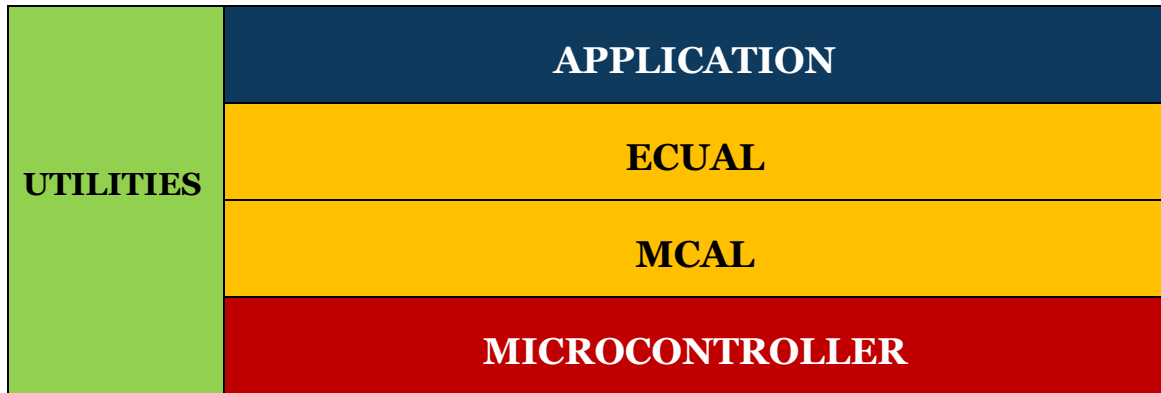 APPLICATION
ECUAL
UTILITIES
MCAL
MICROCONTROLLER